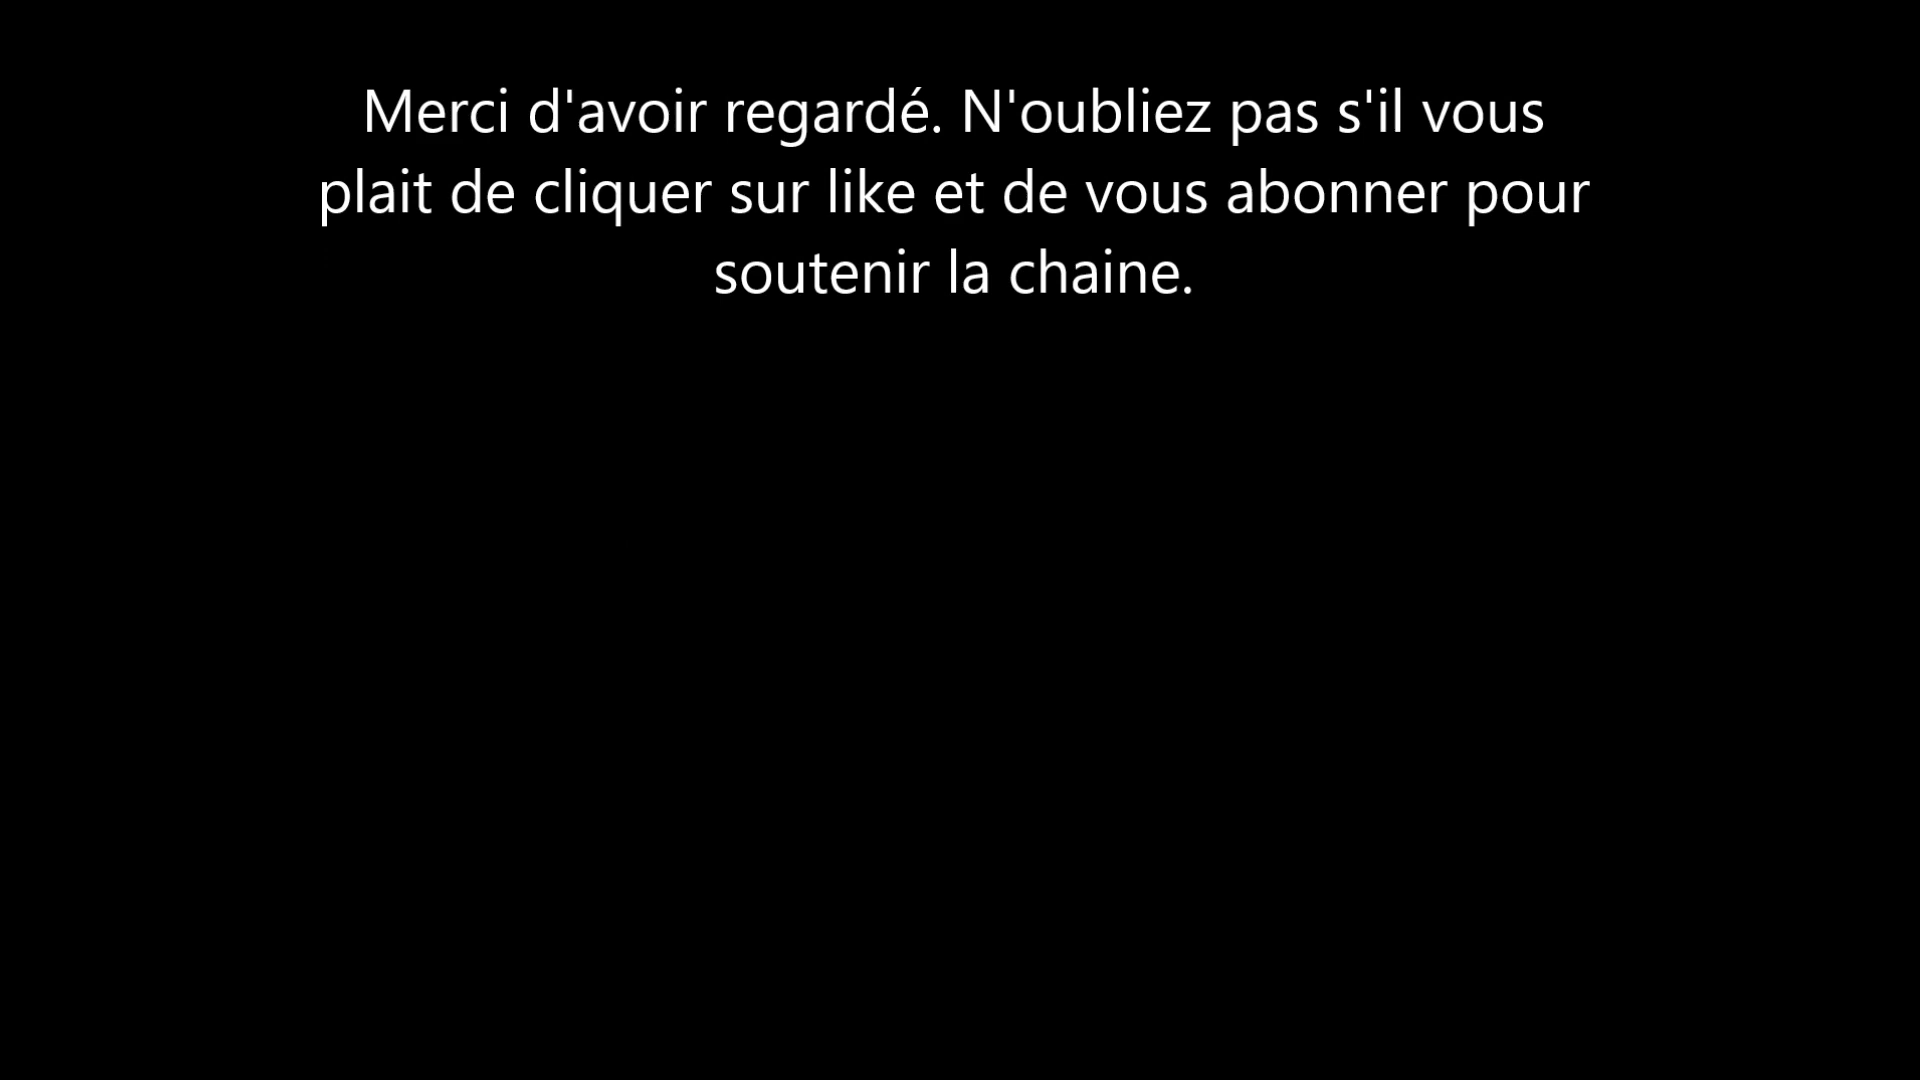 Merci d'avoir regardé. N'oubliez pas s'il vous
plait de cliquer sur like et de vous abonner pour
soutenir la chaine.